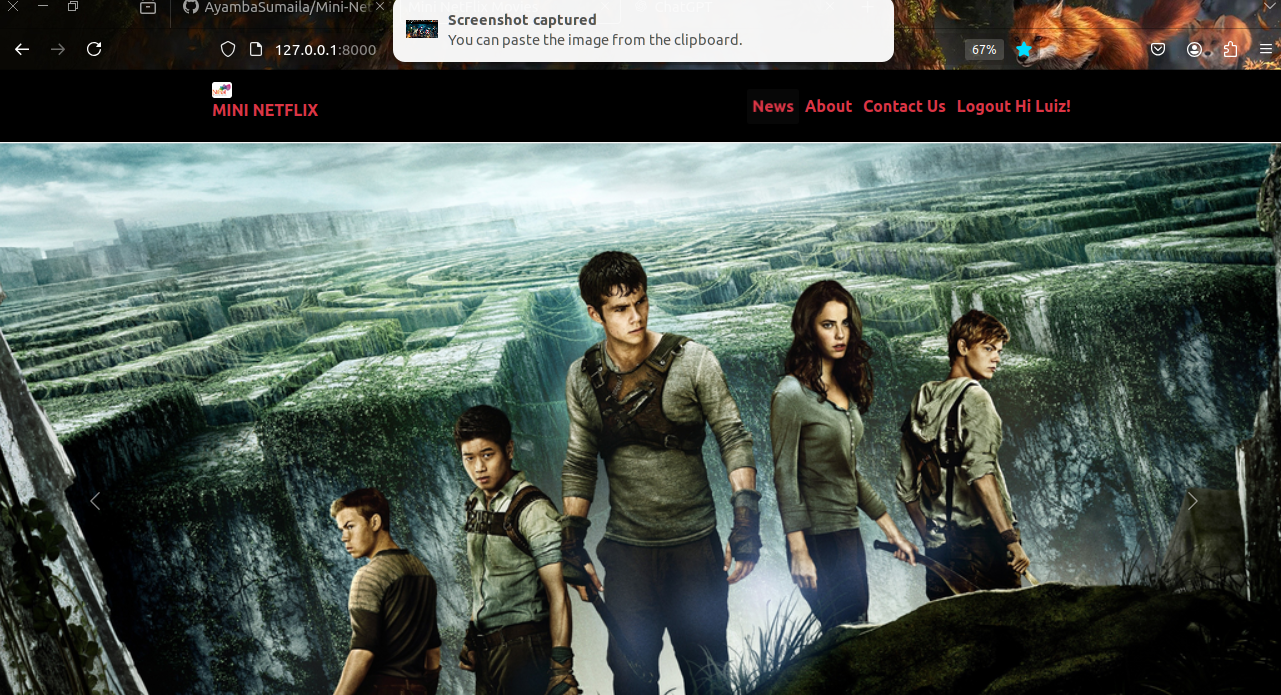 AyambaSumaila/Mini-Ne
Screenshot captured
You can paste the image from the clipboard.
127.0.0.1:8000
67%
MINI NETFLIX
News About Contact Us Logout Hi Luiz!